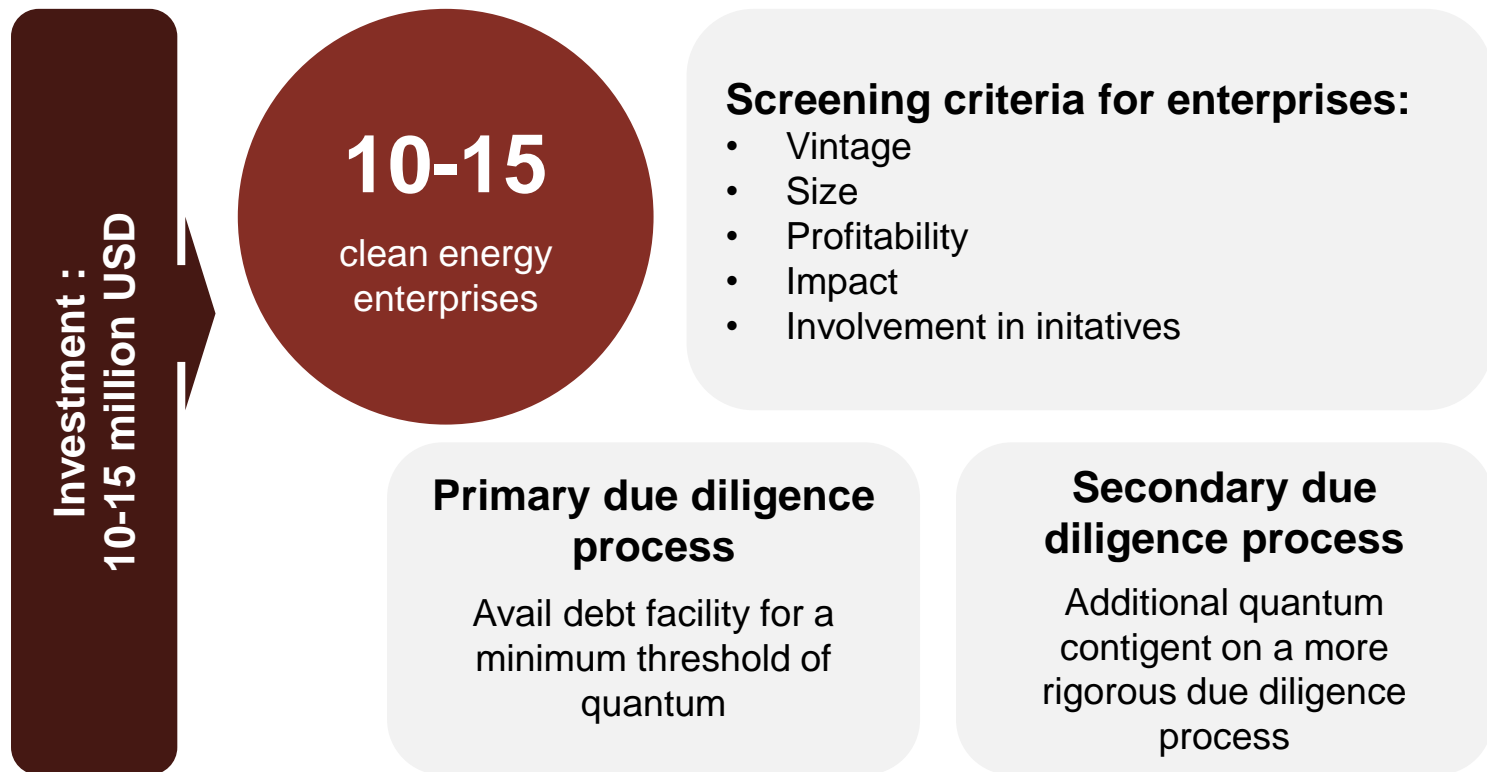 Investment :
10-15 million USD
10-15
clean energy
enterprises
Screening criteria for enterprises:
• Vintage
• Size
• Profitability
• Impact
• Involvement in initatives
Primary due diligence
process
Avail debt facility for a
minimum threshold of
quantum
Secondary due
diligence process
Additional quantum
contigent on a more
rigorous due diligence
process